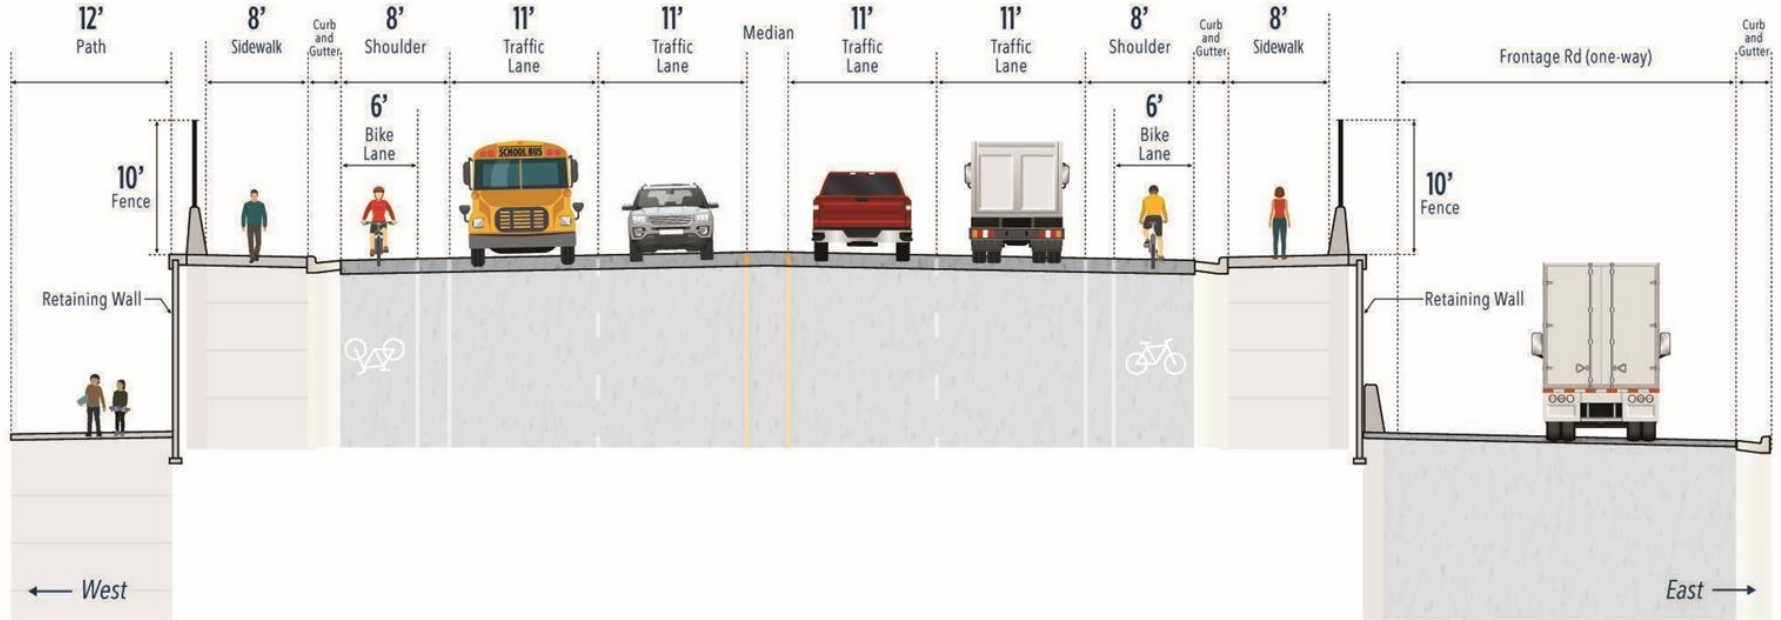 12’
Path
8’
Sidewalk
Curb
and
Gutter
8’
Shoulder
11’
Traffic
Lane
11’
Traffic
Lane
Median
11’
Traffic
Lane
11’
Traffic
Lane
8’
Shoulder
Curb
and
Gutter
8’
Sidewalk
Frontage Rd (one-way)
Curb
and
Gutter
6’
Bike
Lane
6’
Bike
Lane
10’
Fence
SCHOOL BUS
10’
Fence
Retaining Wall
Retaining Wall
West
East